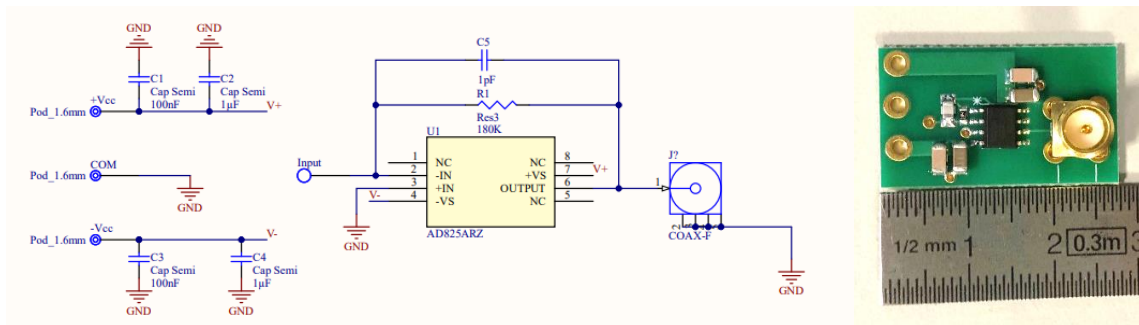 GND
GND
C1
Cap Semi
100nF
C2
Cap Semi
1µF
+Vcc
Pod_1.6mm
V+
COM
Pod_1.6mm
GND
-Vcc
Pod_1.6mm
V-
C3
Cap Semi
100nF
C4
Cap Semi
1µF
GND
GND
C5
1pF
R1
Res3
180K
U1
Input
1
2
3
4
NC
-IN
+IN
-VS
NC
+VS
OUTPUT
NC
8
7
6
5
V+
V-
AD825ARZ
GND
J?
1
2
COAX-F
GND
1/2 mm
1
2
0.3m
3